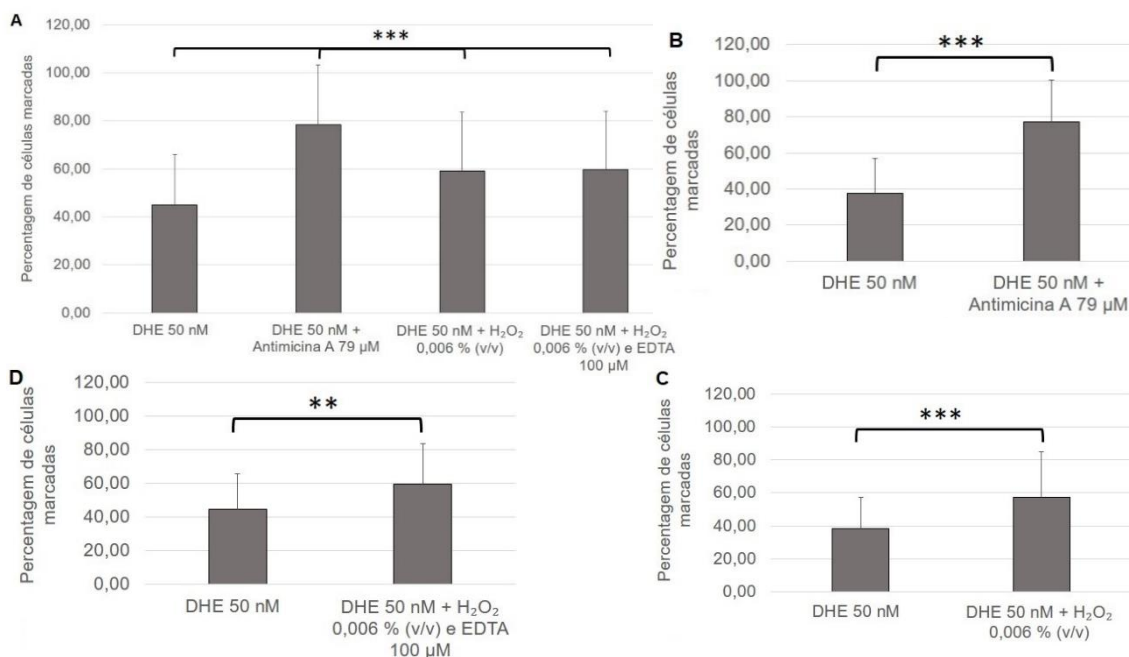 A
Percentagem de células marcadas
120,00
100,00
80,00
60,00
40,00
20,00
0,00
***
DHE 50 nM
DHE 50 nM +
Antimicina A 79 µM
DHE 50 nM + H₂O₂
0,006 % (v/v)
DHE 50 nM + H₂O₂
0,006 % (v/v) e EDTA
100 µM
B
Percentagem de células
marcadas
120,00
100,00
80,00
60,00
40,00
20,00
0,00
***
DHE 50 nM
DHE 50 nM +
Antimicina A 79 µM
D
Percentagem de células
marcadas
120,00
100,00
80,00
60,00
40,00
20,00
0,00
**
DHE 50 nM
DHE 50 nM + H₂O₂
0,006 % (v/v) e EDTA
100 µM
C
Percentagem de células
marcadas
120,00
100,00
80,00
60,00
40,00
20,00
0,00
***
DHE 50 nM
DHE 50 nM + H₂O₂
0,006 % (v/v)